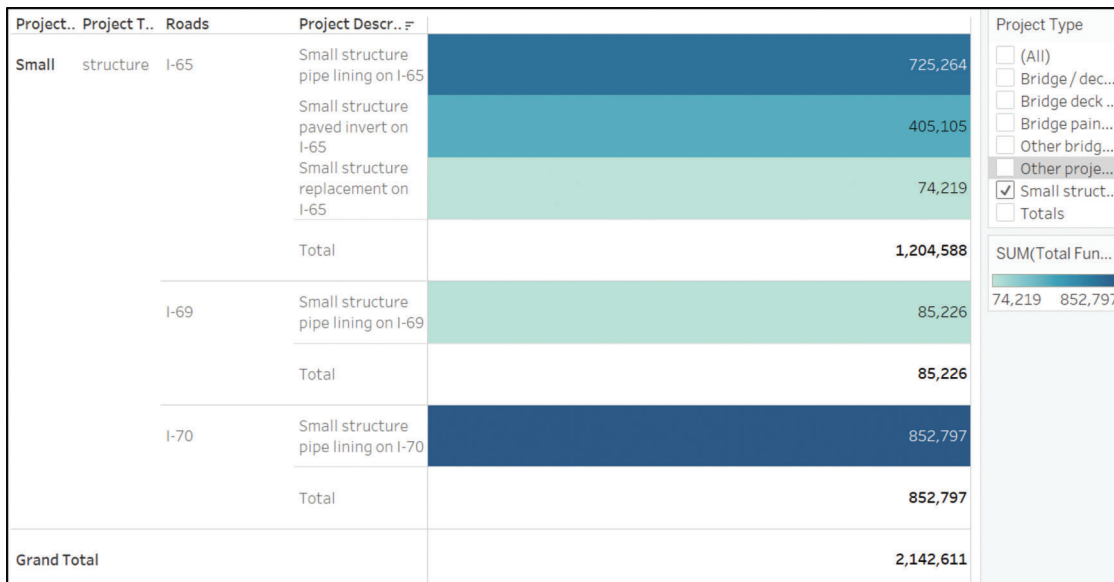 Project.. Project T.. Roads Project Descr..
Small structure I-65 Small structure
pipe lining on I-65 725,264
Small structure
paved invert on
I-65 405,105
Small structure
replacement on
I-65 74,219
Total 1,204,588
I-69 Small structure
pipe lining on I-69 85,226
Total 85,226
I-70 Small structure
pipe lining on I-70 852,797
Total 852,797
Grand Total 2,142,611
Project Type
(All)
Bridge / dec...
Bridge deck ...
Bridge pain...
Other bridg...
Other proje...
Small struct...
Totals
SUM(Total Fun...
74,219 852,797